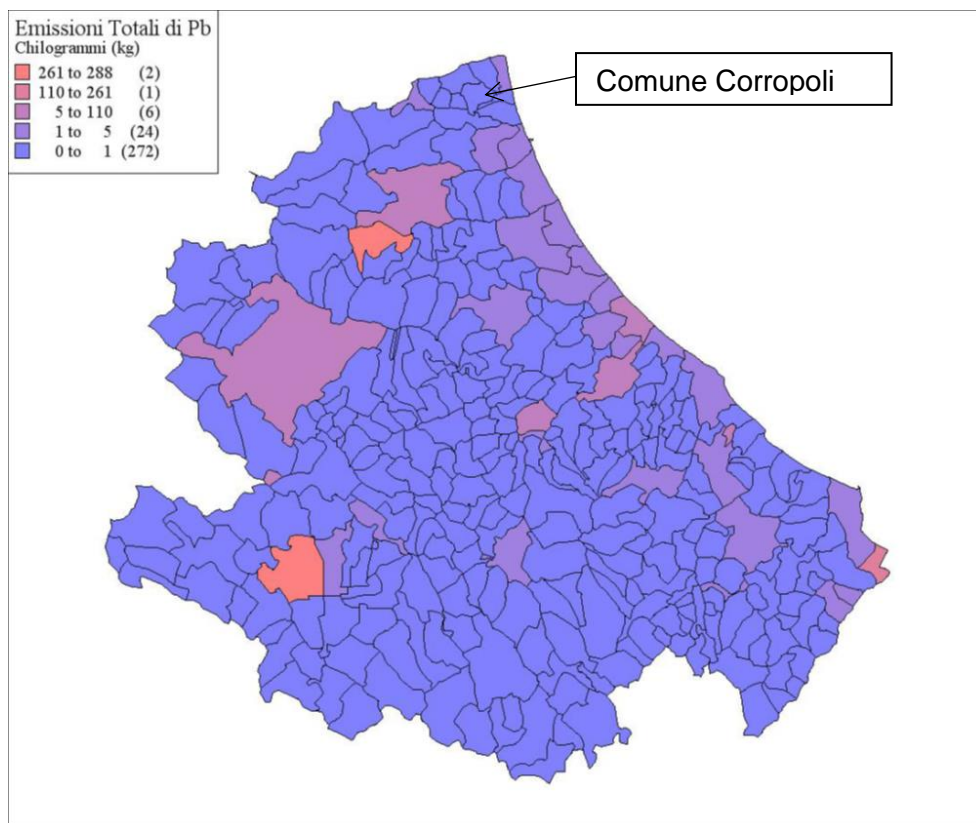 Emissioni Totali di Pb
Chilogrammi (kg)
261 to 288 (2)
110 to 261 (1)
5 to 110 (6)
1 to 5 (24)
0 to 1 (272)
Comune Corropoli